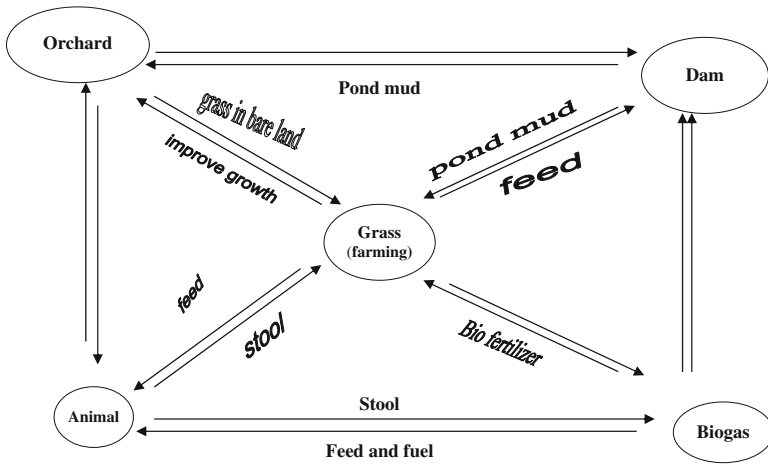 Orchard
Dam
Pond mud
grass in bare land
improve growth
pond mud
feed
Grass
(farming)
feed
stool
Bio fertilizer
Animal
Stool
Feed and fuel
Biogas